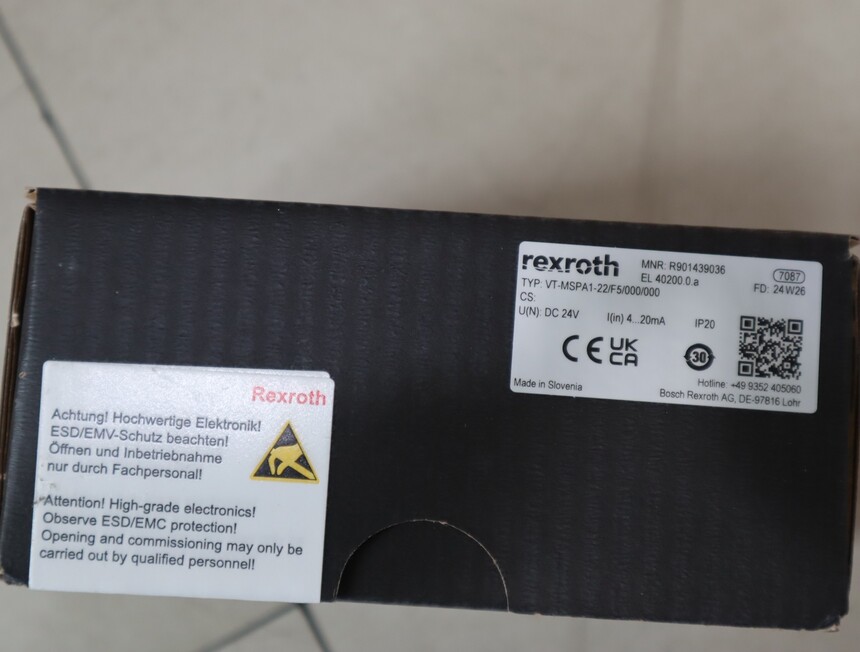 rexroth
MNR: R901439036
EL 40200.0.a
7087
FD: 24W26
TYP: VT-MSPA1-22/F5/000/000
CS:
U(N): DC 24V I(in) 4...20mA IP20
CE UK CA
30
Made in Slovenia
Hotline: +49 9352 405060
Bosch Rexroth AG, DE-97816 Lohr
Rexroth
Achtung! Hochwertige Elektronik!
ESD/EMV-Schutz beachten!
Öffnen und Inbetriebnahme
nur durch Fachpersonal!
Attention! High-grade electronics!
Observe ESD/EMC protection!
Opening and commissioning may only be
carried out by qualified personnel!